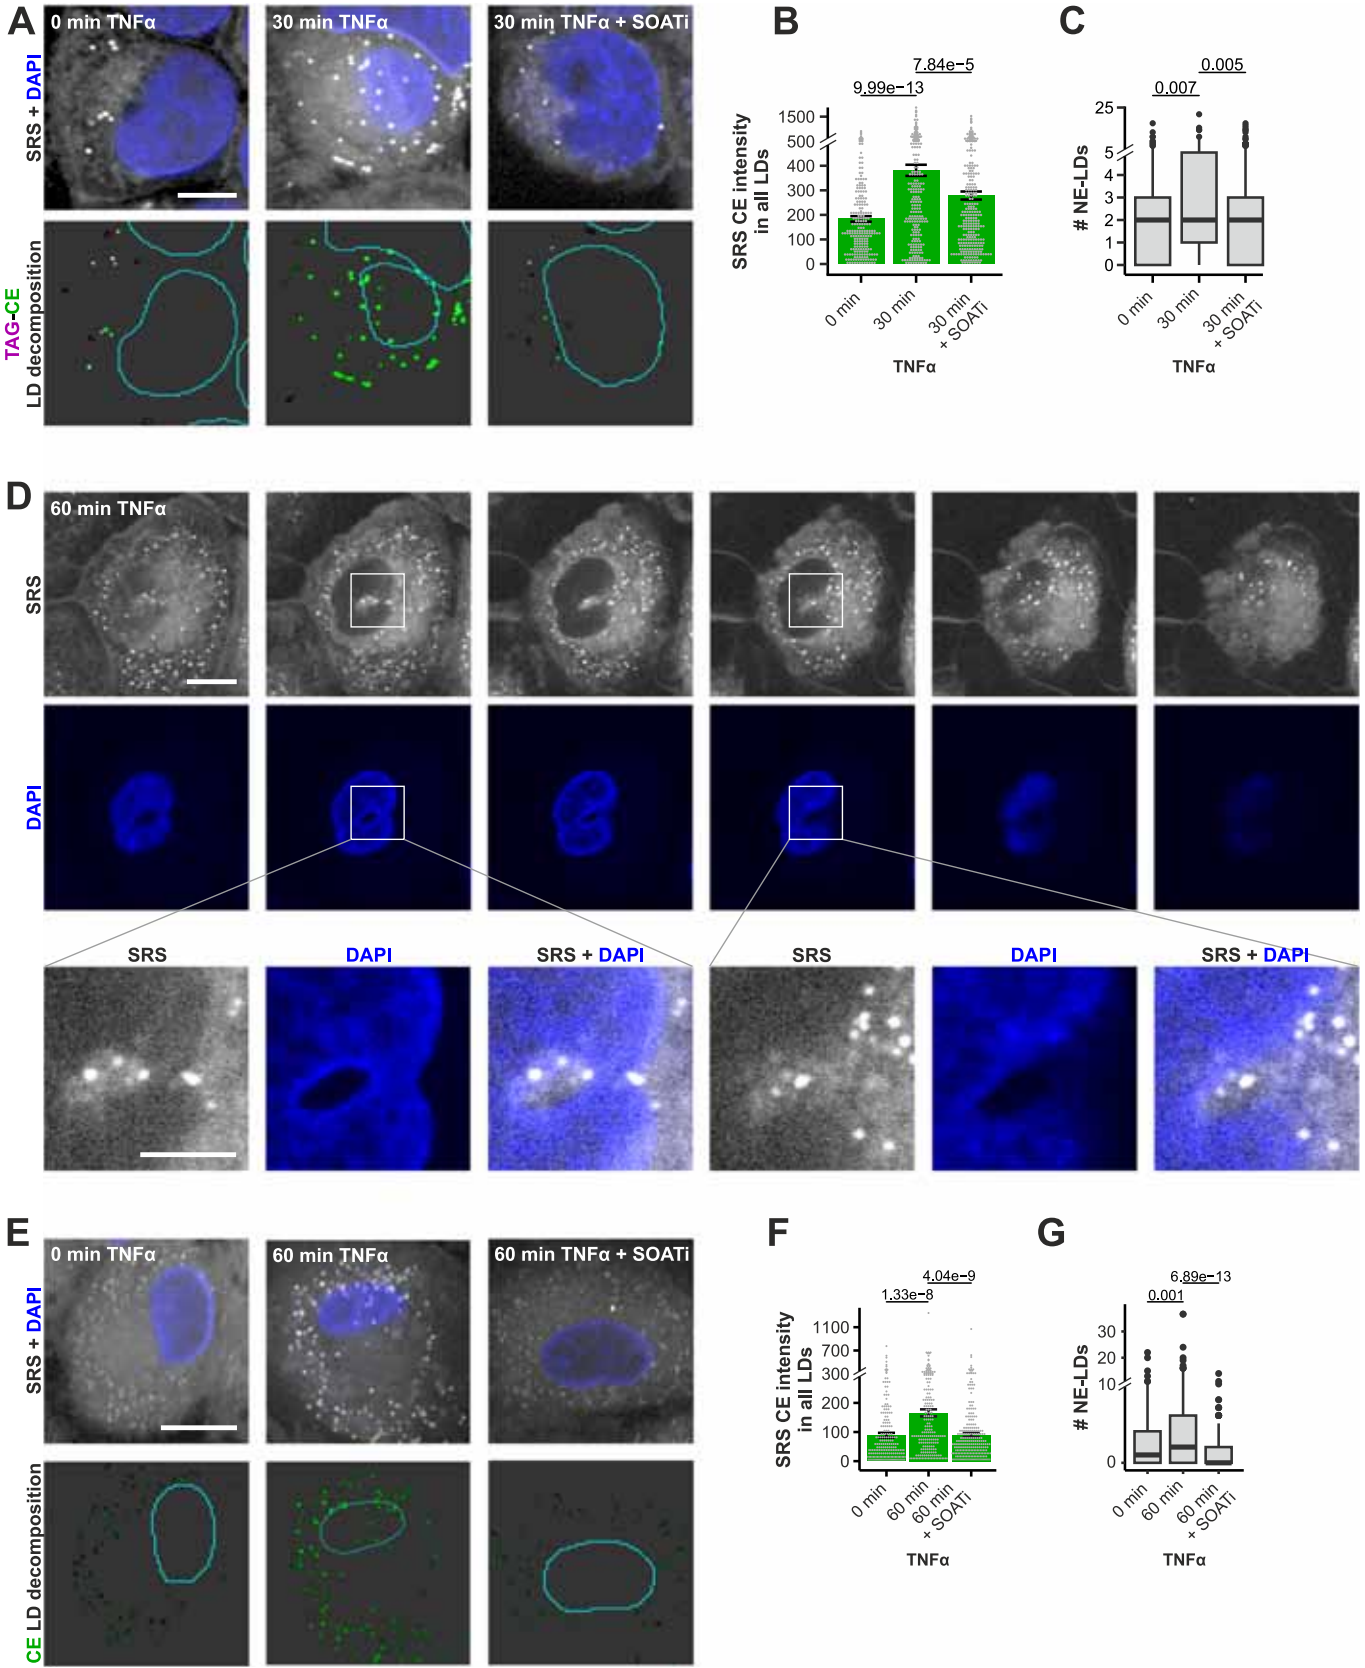 A
0 min TNFα
30 min TNFα
30 min TNFα + SOATi
SRS + DAPI
TAG-CE
LD decomposition
B
7.84e−5
9.99e−13
1500
500
400
300
200
100
0
SRS CE intensity
in all LDs
0 min
30 min
30 min
+ SOATi
TNFα
C
0.005
0.007
25
5
4
3
2
1
0
# NE-LDs
0 min
30 min
30 min
+ SOATi
TNFα
D
60 min TNFα
SRS
DAPI
SRS
DAPI
SRS + DAPI
SRS
DAPI
SRS + DAPI
E
0 min TNFα
60 min TNFα
60 min TNFα + SOATi
SRS + DAPI
CE LD decomposition
F
4.04e−9
1.33e−8
1100
700
300
200
100
0
SRS CE intensity
in all LDs
0 min
60 min
60 min
+ SOATi
TNFα
G
6.89e−13
0.001
30
20
10
0
# NE-LDs
0 min
60 min
60 min
+ SOATi
TNFα